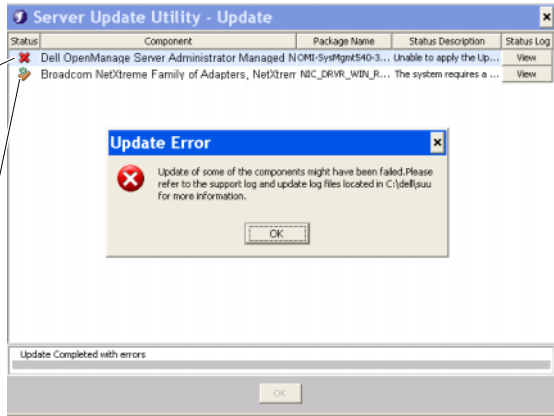 Server Update Utility - Update
Status Component Package Name Status Description Status Log
Dell OpenManage Server Administrator Managed N OMI-SysMgmt540-3... Unable to apply the Up... View
Broadcom NetXtreme Family of Adapters, NetXtrem NIC_DRVR_WIN_R... The system requires a ... View
Update Error
Update of some of the components might have been failed.Please
refer to the support log and update log files located in C:\dell\suu
for more information.
OK
Update Completed with errors
OK